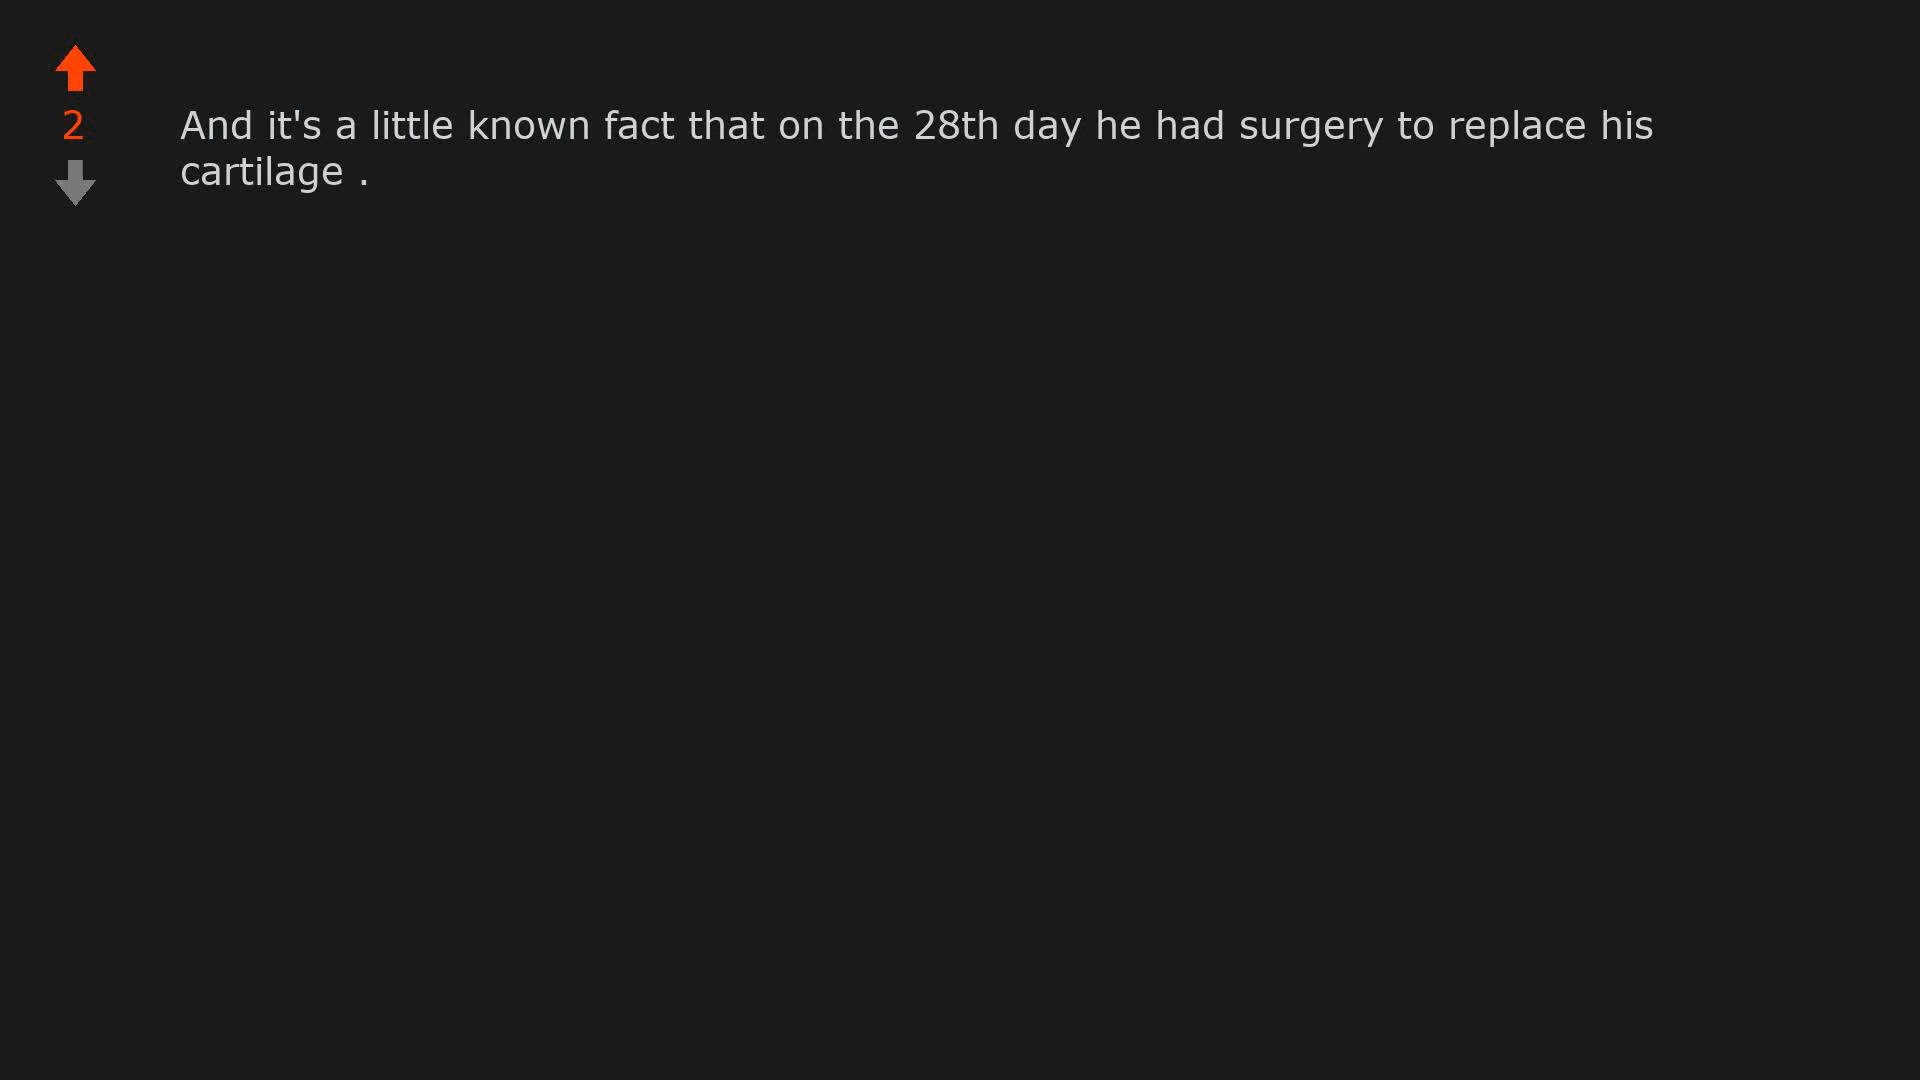 2
And it's a little known fact that on the 28th day he had surgery to replace his
cartilage .